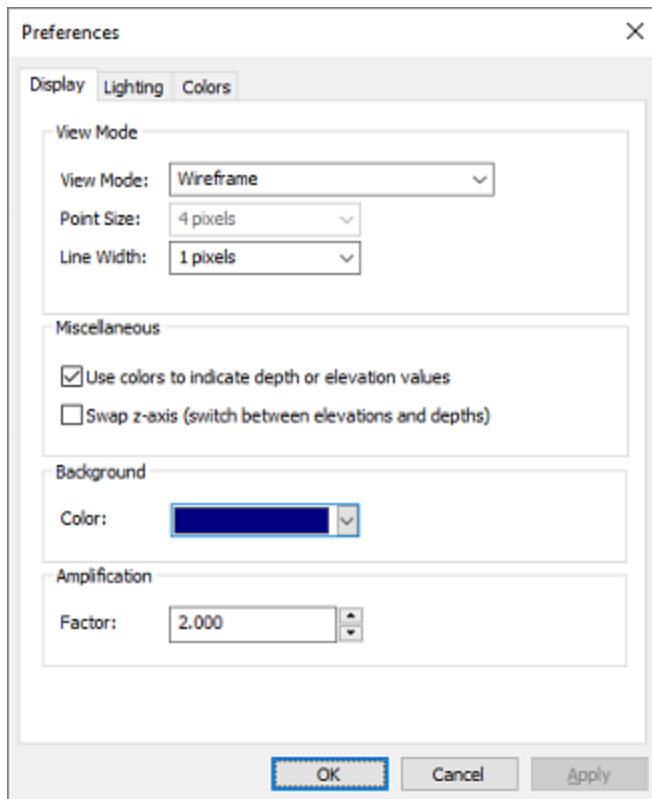 Preferences
Display Lighting Colors
View Mode
View Mode: Wireframe
Point Size: 4 pixels
Line Width: 1 pixels
Miscellaneous
Use colors to indicate depth or elevation values
Swap z-axis (switch between elevations and depths)
Background
Color:
Amplification
Factor: 2.000
OK Cancel Apply